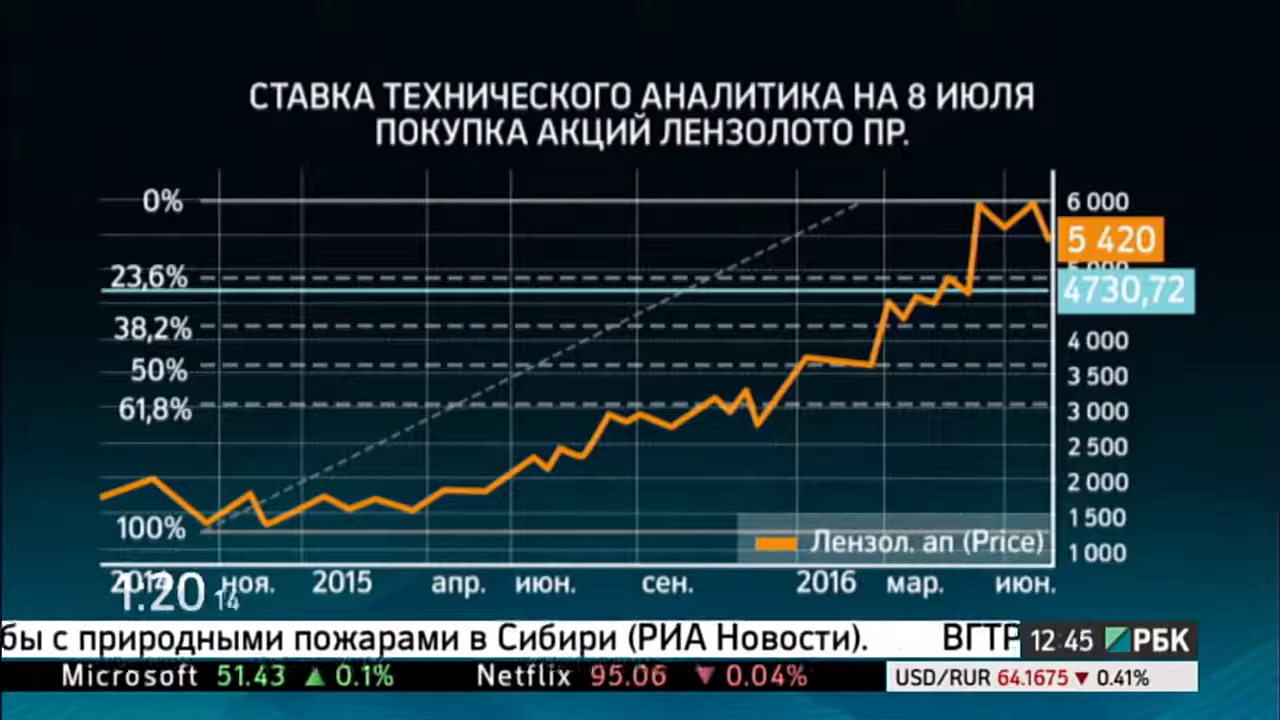 СТАВКА ТЕХНИЧЕСКОГО АНАЛИТИКА НА 8 ИЮЛЯ
ПОКУПКА АКЦИЙ ЛЕНЗОЛОТО ПР.
0%
23,6%
38,2%
50%
61,8%
100%
6 000
5 420
5 000
4730,72
4 000
3 500
3 000
2 500
2 000
1 500
1 000
Лензол. ап (Price)
2014 ноя. 2015 апр. июн. сен. 2016 мар. июн.
1.20 14
бы с природными пожарами в Сибири (РИА Новости). ВГТР
12:45 РБК
Microsoft 51.43 ▲ 0.1% Netflix 95.06 ▼ 0.04%
USD/RUR 64.1675 ▼ 0.41%